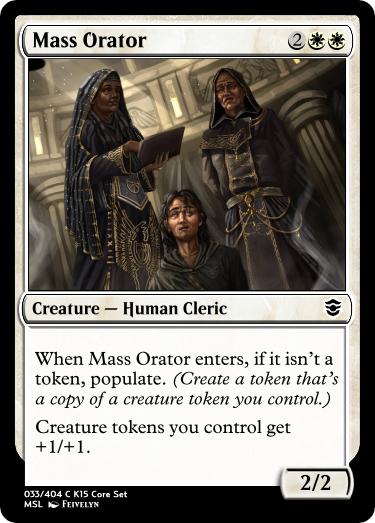 Mass Orator 2
Creature — Human Cleric
When Mass Orator enters, if it isn't a
token, populate. (Create a token that's
a copy of a creature token you control.)
Creature tokens you control get
+1/+1.
2/2
033/404 C K15 Core Set
MSL Feivelyn